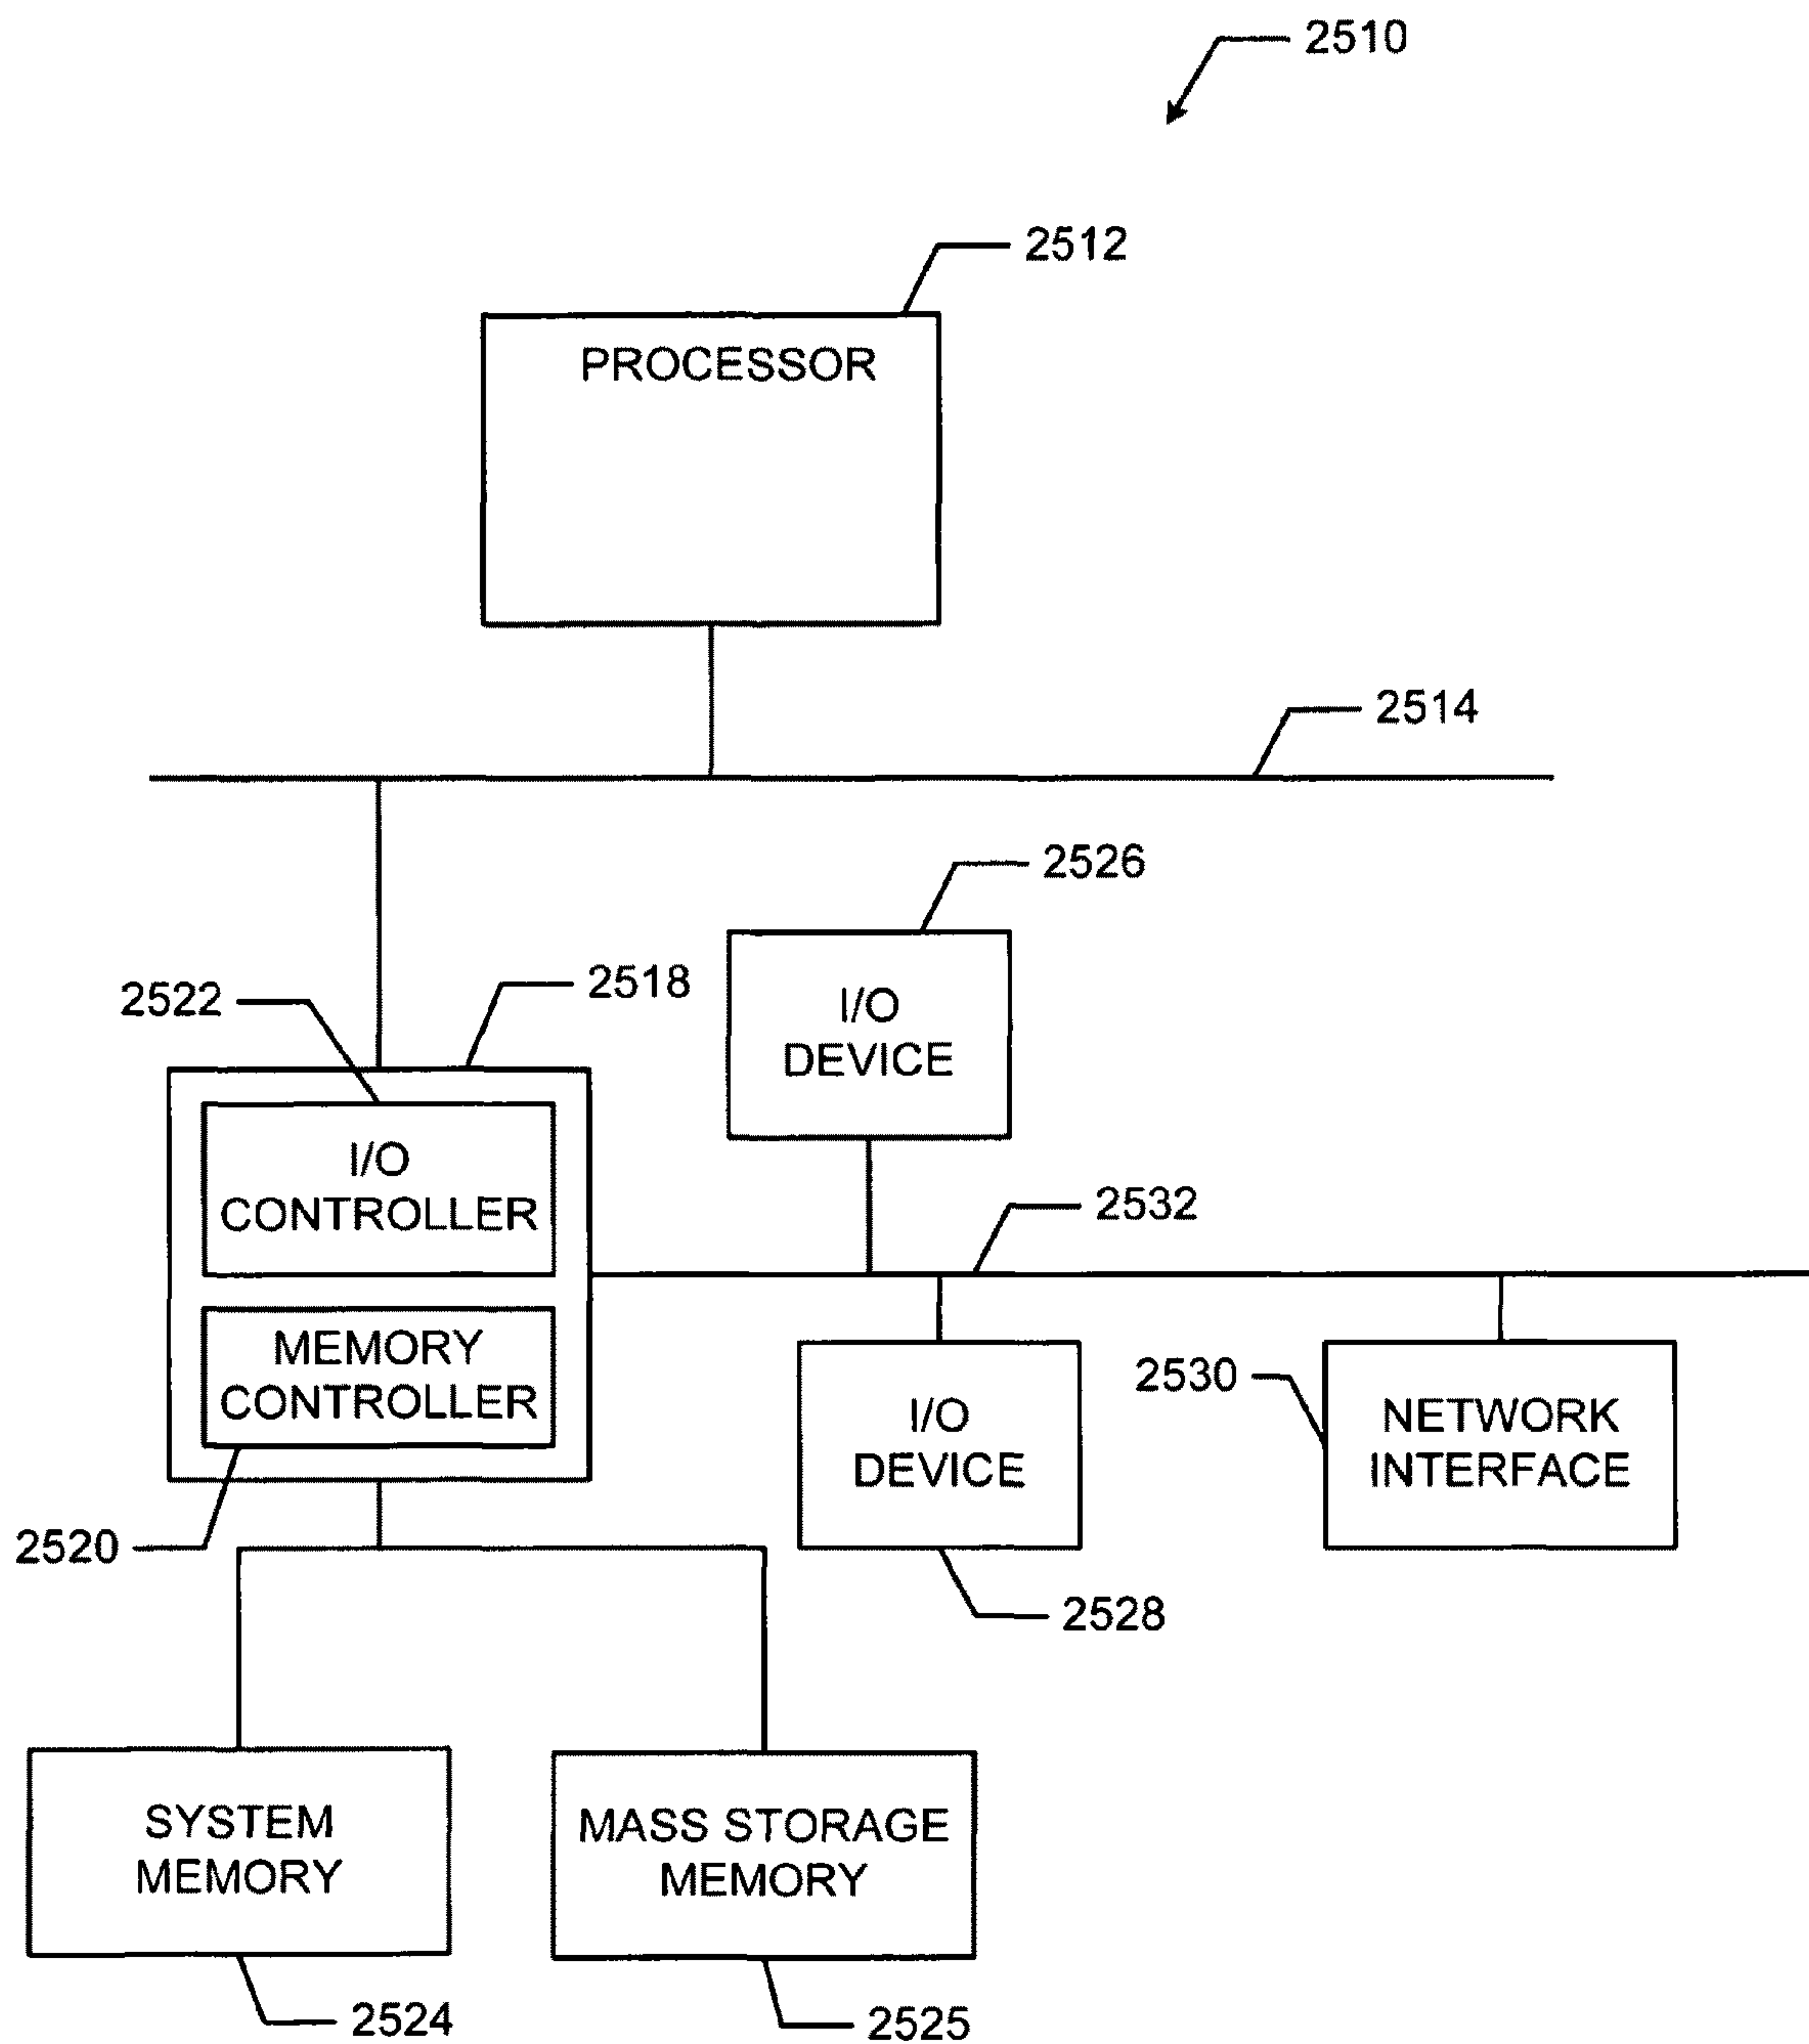 2510
2512
PROCESSOR
2514
2526
2518
2522
I/O
DEVICE
I/O
CONTROLLER
2532
MEMORY
CONTROLLER
2530
I/O
DEVICE
NETWORK
INTERFACE
2520
2528
SYSTEM
MEMORY
MASS STORAGE
MEMORY
2524
2525